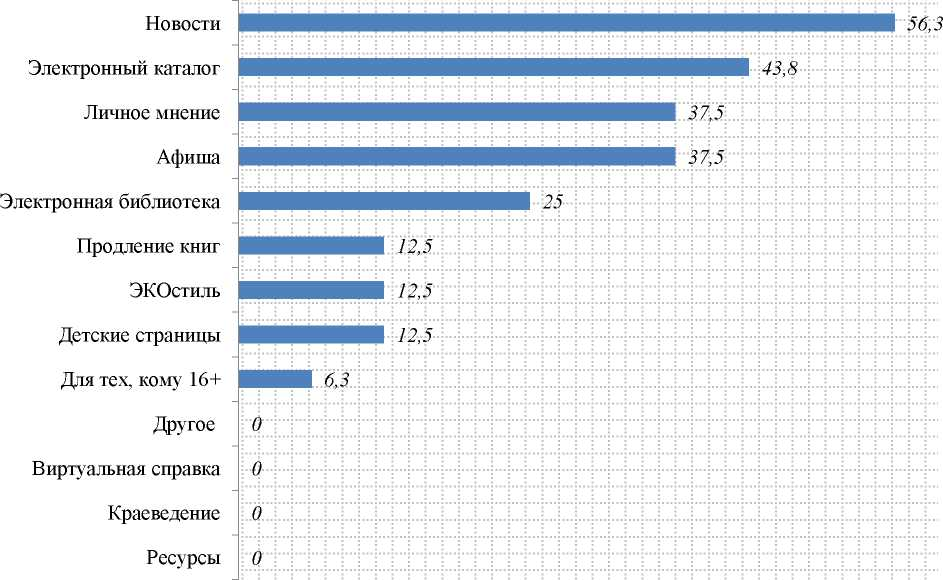 Новости 56,3
Электронный каталог 43,8
Личное мнение 37,5
Афиша 37,5
Электронная библиотека 25
Продление книг 12,5
ЭКОстиль 12,5
Детские страницы 12,5
Для тех, кому 16+ 6,3
Другое 0
Виртуальная справка 0
Краеведение 0
Ресурсы 0